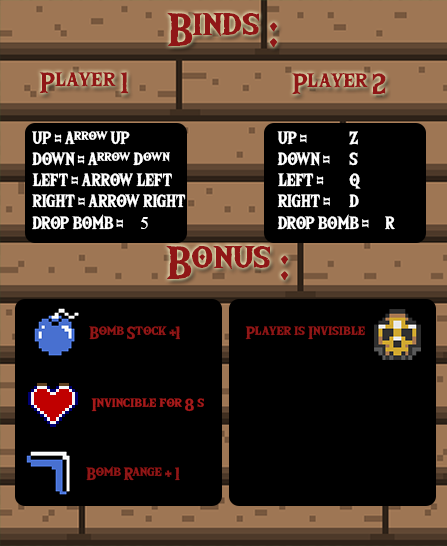 Binds :
Player 1
Player 2
UP = Arrow UP
DOWN = Arrow Down
LEFT = ARROW LEFT
RIGHT = ARROW RIGHT
DROP BOMB = 5
UP = Z
DOWN = S
LEFT = Q
RIGHT = D
DROP BOMB = R
Bonus :
Bomb Stock +1
Invincible for 8 s
Bomb Range +1
Player is Invisible